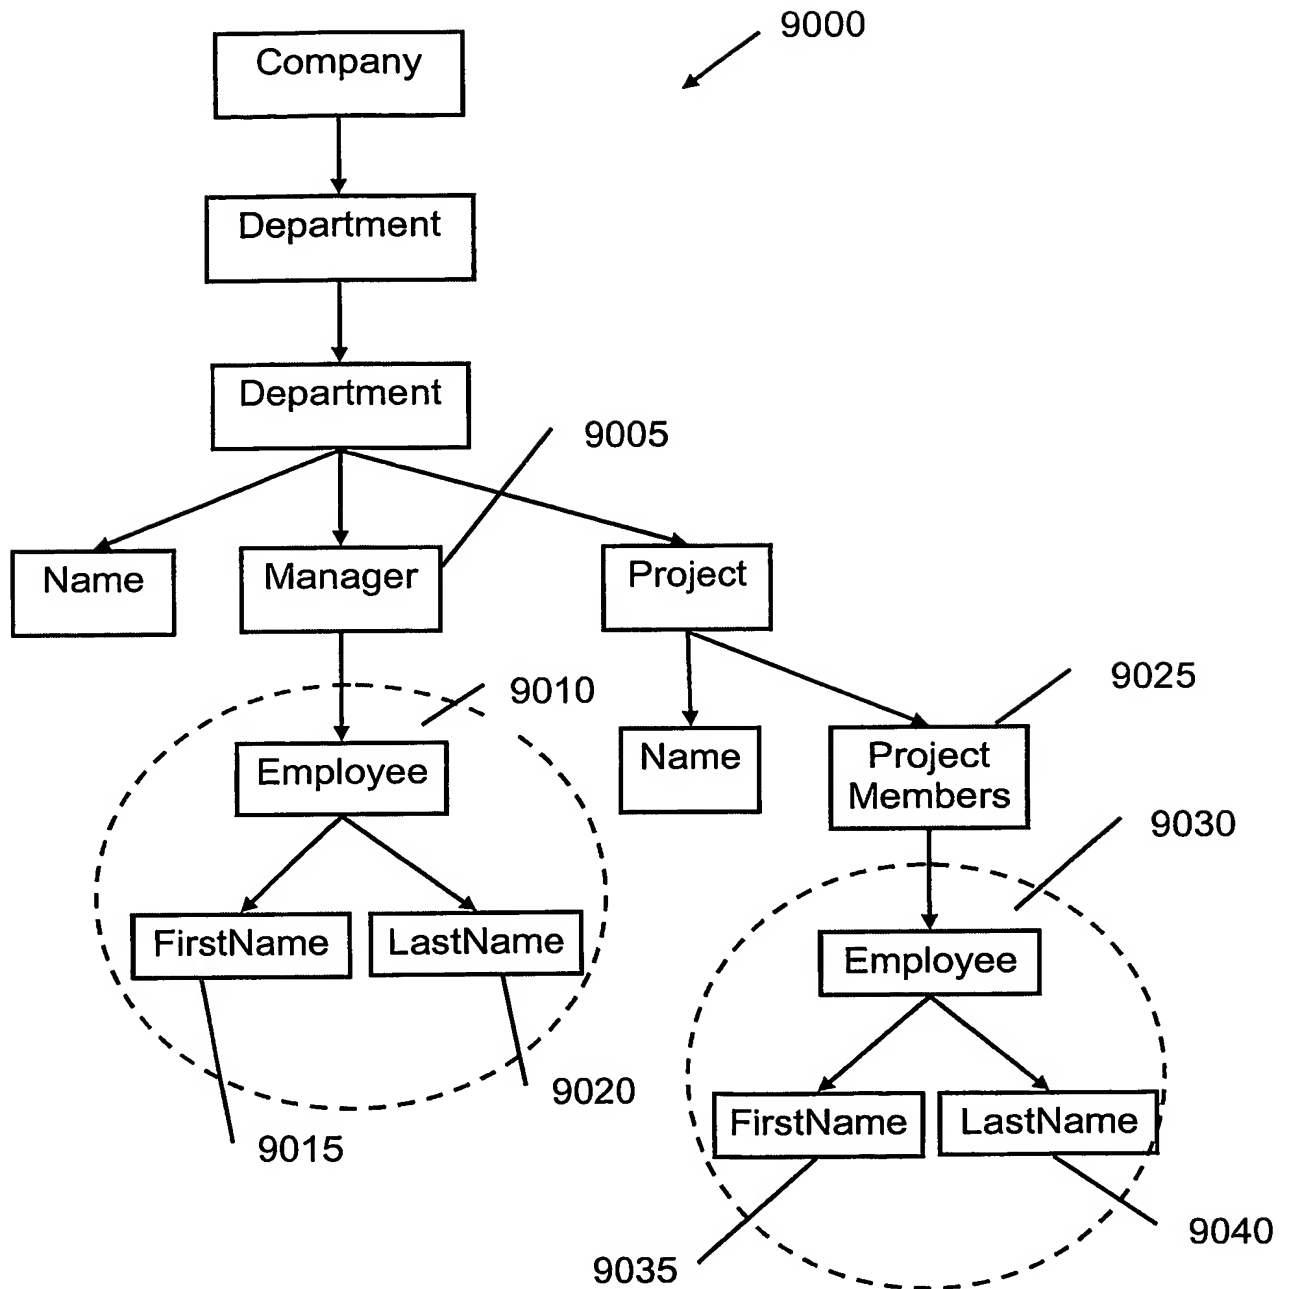 9000
Company
Department
Department
9005
Name
Manager
Project
9010
9025
Name
Project
Members
Employee
9030
FirstName
LastName
Employee
9020
9015
FirstName
LastName
9040
9035